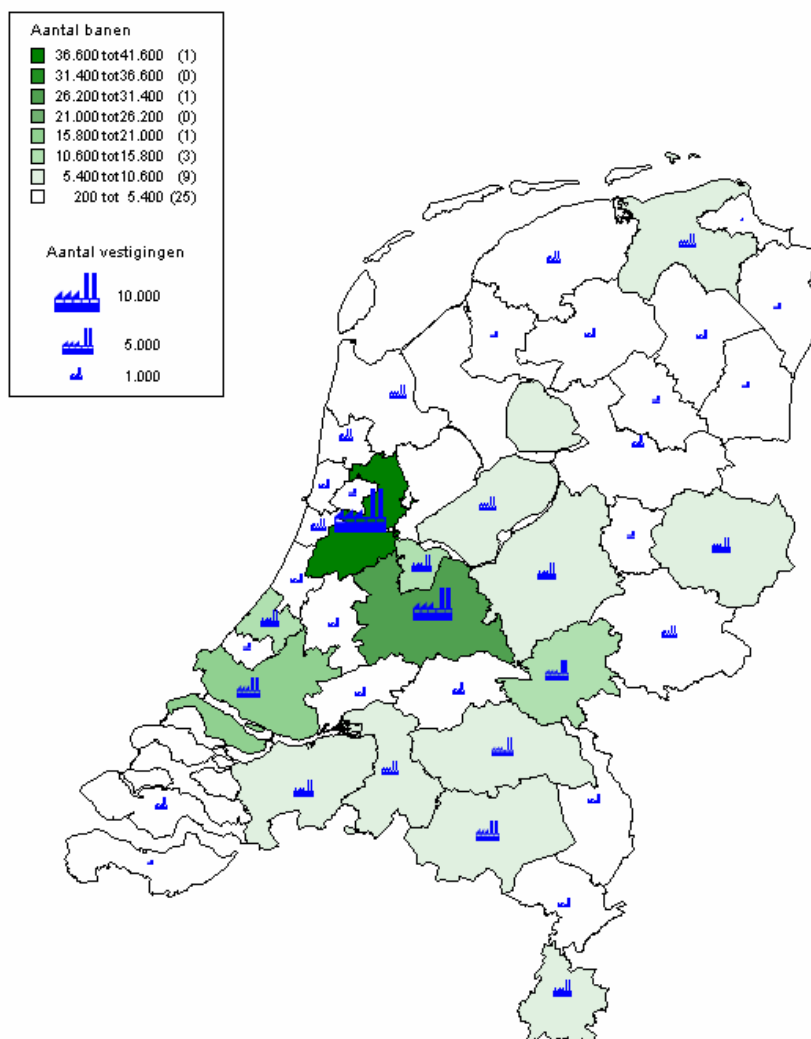 Aantal banen
36.600 tot 41.600 (1)
31.400 tot 36.600 (0)
26.200 tot 31.400 (1)
21.000 tot 26.200 (0)
15.800 tot 21.000 (1)
10.600 tot 15.800 (3)
5.400 tot 10.600 (9)
200 tot 5.400 (25)
Aantal vestigingen
10.000
5.000
1.000